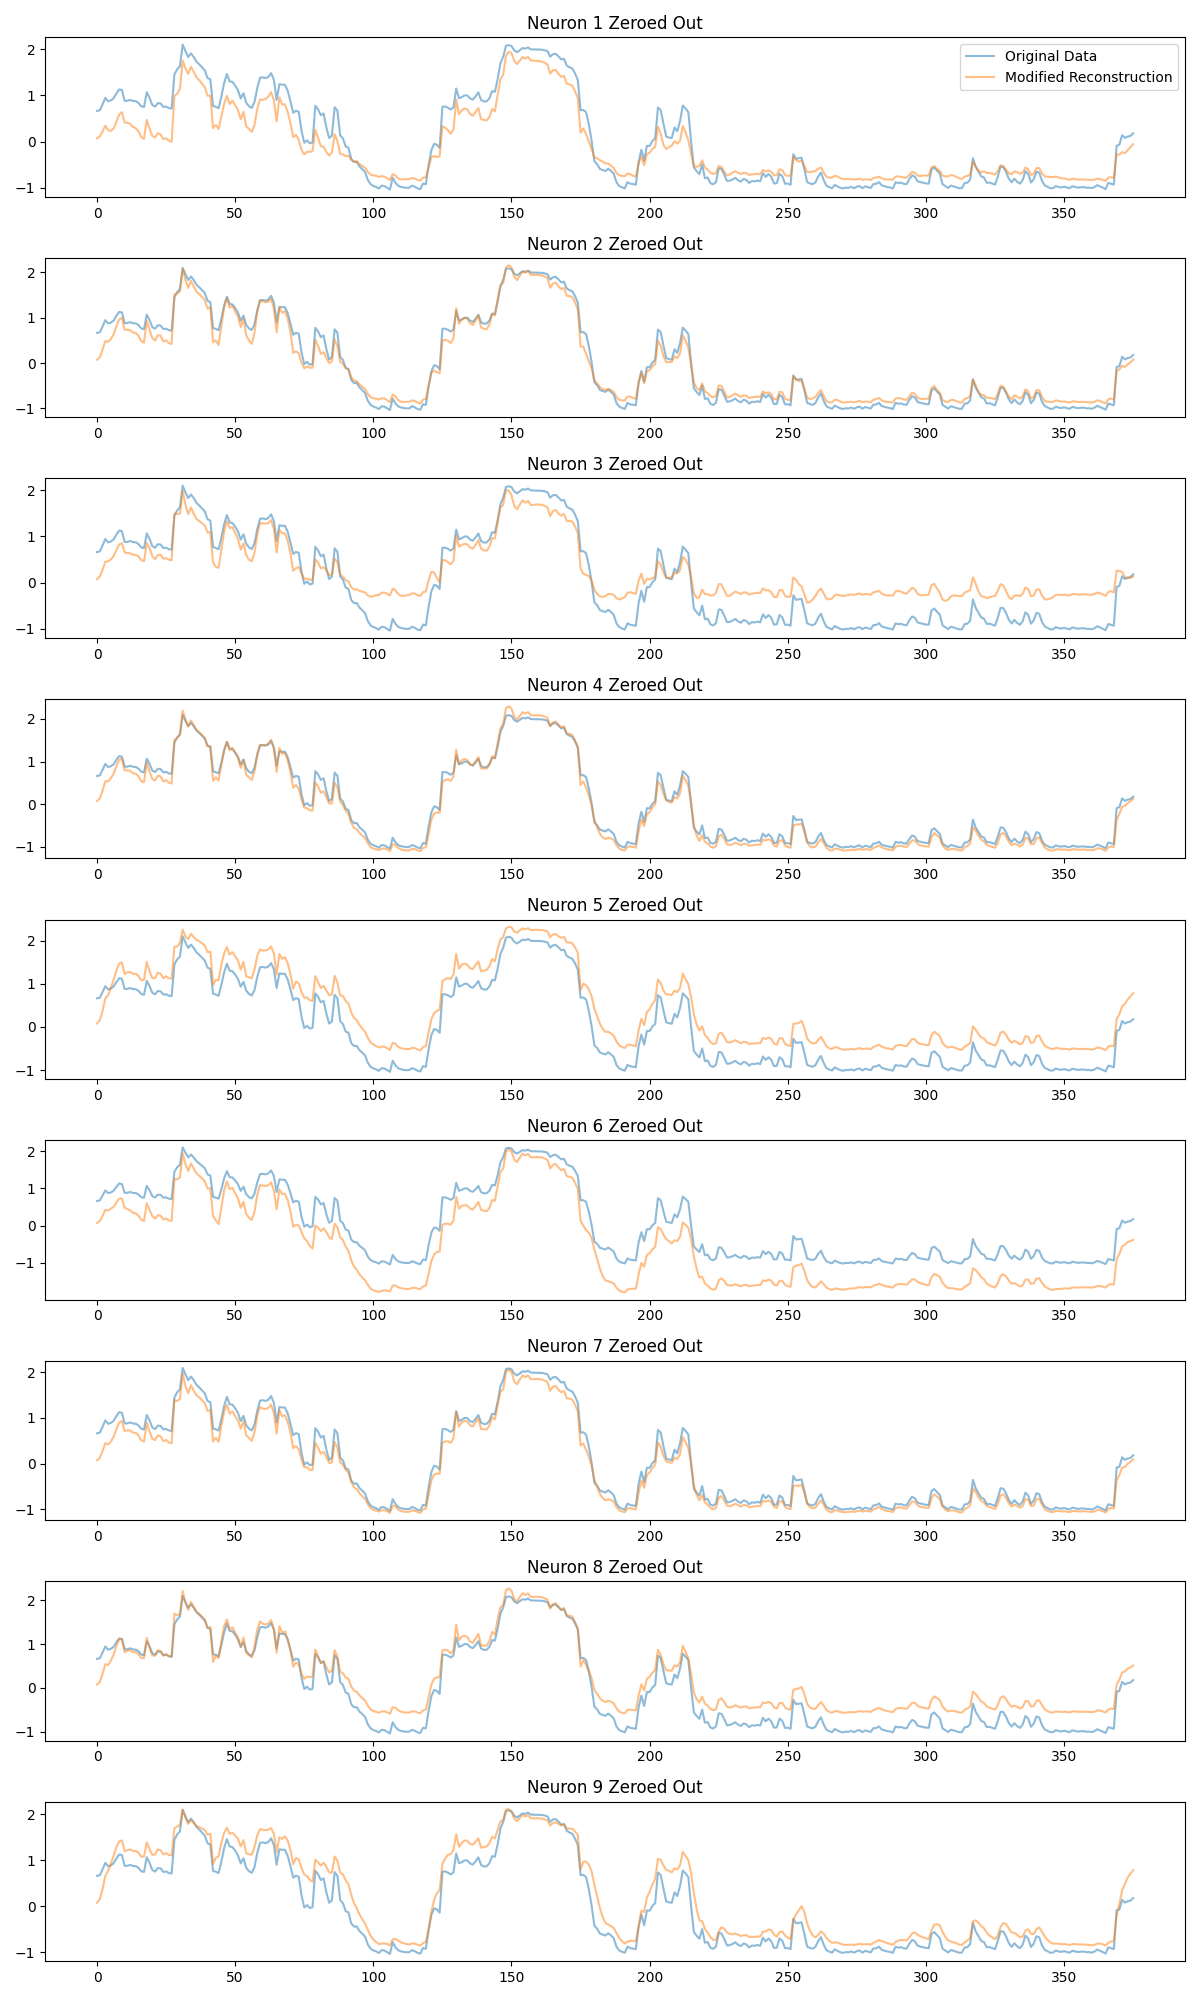 Neuron 1 Zeroed Out
Original Data
Modified Reconstruction
2
1
0
−1
0 50 100 150 200 250 300 350
Neuron 2 Zeroed Out
2
1
0
−1
0 50 100 150 200 250 300 350
Neuron 3 Zeroed Out
2
1
0
−1
0 50 100 150 200 250 300 350
Neuron 4 Zeroed Out
2
1
0
−1
0 50 100 150 200 250 300 350
Neuron 5 Zeroed Out
2
1
0
−1
0 50 100 150 200 250 300 350
Neuron 6 Zeroed Out
2
1
0
−1
0 50 100 150 200 250 300 350
Neuron 7 Zeroed Out
2
1
0
−1
0 50 100 150 200 250 300 350
Neuron 8 Zeroed Out
2
1
0
−1
0 50 100 150 200 250 300 350
Neuron 9 Zeroed Out
2
1
0
−1
0 50 100 150 200 250 300 350